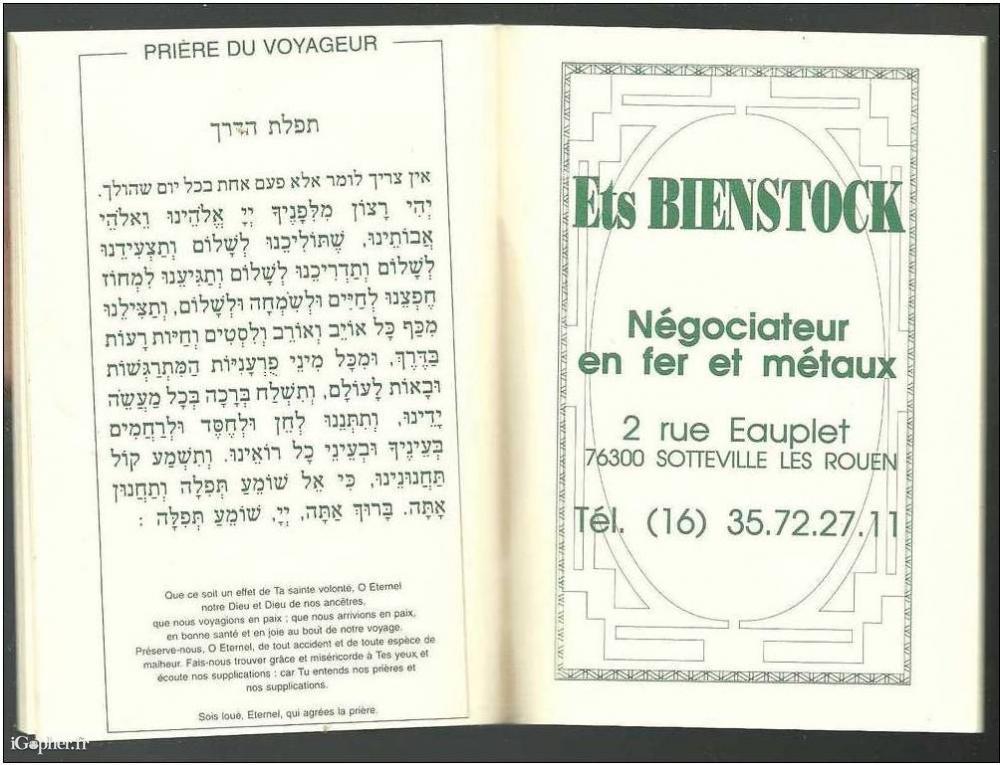 PRIÈRE DU VOYAGEUR
תפלת הדרך
אין צריך לומר אלא פעם אחת בכל יום שהולך.
יְהִי רָצוֹן מִלְּפָנֶיךָ יְיָ אֱלֹהֵינוּ וֵאלֹהֵי
אֲבוֹתֵינוּ, שֶׁתּוֹלִיכֵנוּ לְשָׁלוֹם וְתַצְעִידֵנוּ
לְשָׁלוֹם וְתַדְרִיכֵנוּ לְשָׁלוֹם וְתַגִּיעֵנוּ לִמְחוֹז
חֶפְצֵנוּ לְחַיִּים וּלְשִׂמְחָה וּלְשָׁלוֹם, וְתַצִּילֵנוּ
מִכַּף כָּל אוֹיֵב וְאוֹרֵב וְלִסְטִים וְחַיּוֹת רָעוֹת
בַּדֶּרֶךְ, וּמִכָּל מִינֵי פֻּרְעָנִיּוֹת הַמִּתְרַגְּשׁוֹת
וּבָאוֹת לָעוֹלָם, וְתִשְׁלַח בְּרָכָה בְּכָל מַעֲשֵׂה
יָדֵינוּ, וְתִתְּנֵנוּ לְחֵן וּלְחֶסֶד וּלְרַחֲמִים
בְּעֵינֶיךָ וּבְעֵינֵי כָל רוֹאֵינוּ. וְתִשְׁמַע קוֹל
תַּחֲנוּנֵינוּ, כִּי אֵל שׁוֹמֵעַ תְּפִלָּה וְתַחֲנוּן
אָתָּה. בָּרוּךְ אַתָּה, יְיָ, שׁוֹמֵעַ תְּפִלָּה :
Que ce soit un effet de Ta sainte volonté, O Eternel
notre Dieu et Dieu de nos ancêtres,
que nous voyagions en paix ; que nous arrivions en paix,
en bonne santé et en joie au bout de notre voyage.
Préserve-nous, O Eternel, de tout accident et de toute espèce de
malheur. Fais-nous trouver grâce et miséricorde à Tes yeux, et
écoute nos supplications : car Tu entends nos prières et
nos supplications.
Sois loué, Eternel, qui agrées la prière.
Ets BIENSTOCK
Négociateur
en fer et métaux
2 rue Eauplet
76300 SOTTEVILLE LES ROUEN
Tél. (16) 35.72.27.11
iGopher.fr